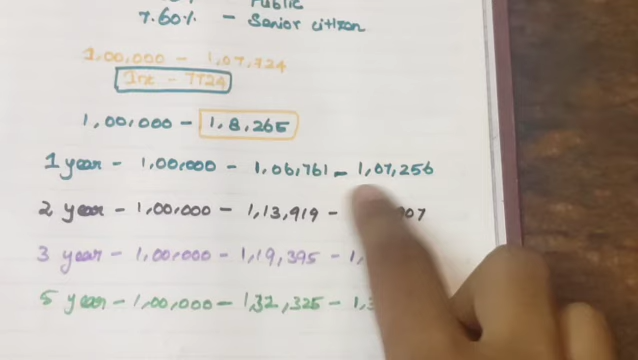 Public
7.60% - Senior citizen
1,00,000 - 1,07,724
Int - 7724
1,00,000 - 1,8,265
1 year - 1,00,000 - 1,06,761 - 1,07,256
2 year - 1,00,000 - 1,13,919 -
3 year - 1,00,000 - 1,19,395 -
5 year - 1,00,000 - 1,32,325 -